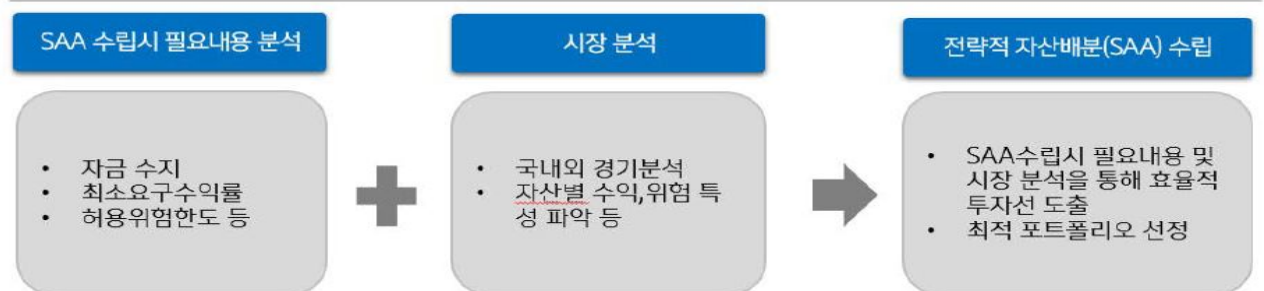 SAA 수립시 필요내용 분석
• 자금 수지
• 최소요구수익률
• 허용위험한도 등
시장 분석
• 국내외 경기분석
• 자산별 수익,위험 특
성 파악 등
전략적 자산배분(SAA) 수립
• SAA수립시 필요내용 및
시장 분석을 통해 효율적
투자선 도출
• 최적 포트폴리오 선정